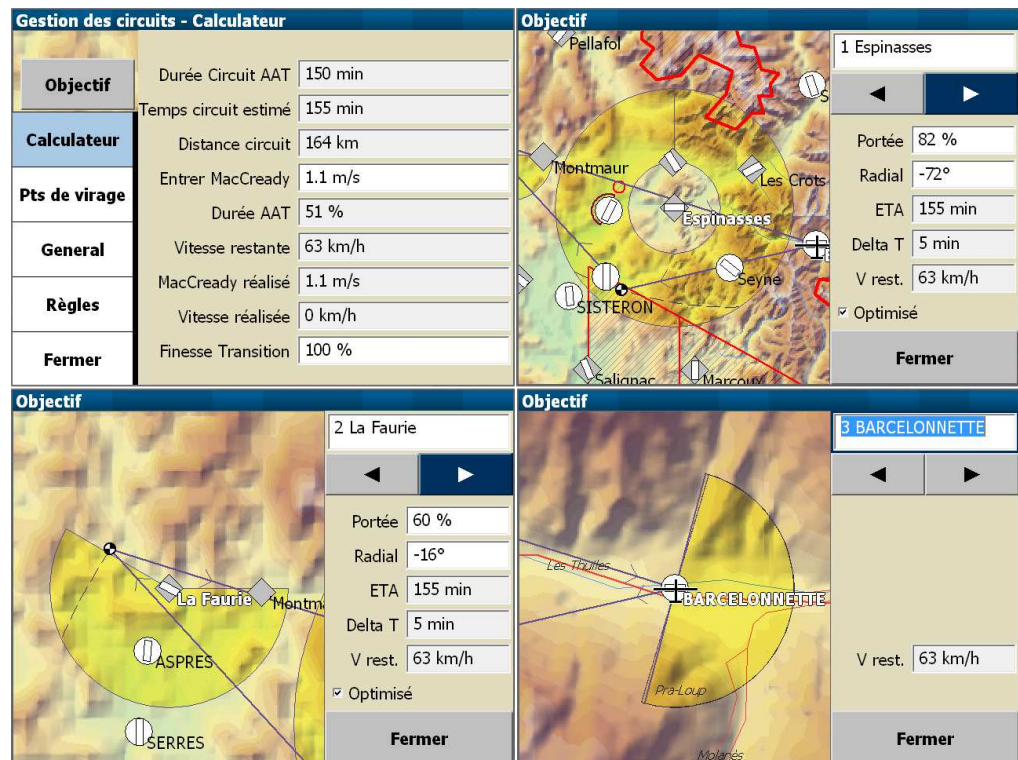 Gestion des circuits - Calculateur
Objectif
Calculateur
Pts de virage
General
Règles
Fermer
Durée Circuit AAT 150 min
Temps circuit estimé 155 min
Distance circuit 164 km
Entrer MacCready 1.1 m/s
Durée AAT 51 %
Vitesse restante 63 km/h
MacCready réalisé 1.1 m/s
Vitesse réalisée 0 km/h
Finesse Transition 100 %
Objectif
Pellafol
Montmaur
Les Crots
Espinasses
Seyne
SISTERON
Salignac
Marcoux
1 Espinasses
Portée 82 %
Radial -72°
ETA 155 min
Delta T 5 min
V rest. 63 km/h
Optimisé
Fermer
Objectif
La Faurie
Montm
ASPRES
SERRES
2 La Faurie
Portée 60 %
Radial -16°
ETA 155 min
Delta T 5 min
V rest. 63 km/h
Optimisé
Fermer
Objectif
Les Thuiles
BARCELONNETTE
Pra-Loup
Molanès
3 BARCELONNETTE
V rest. 63 km/h
Fermer